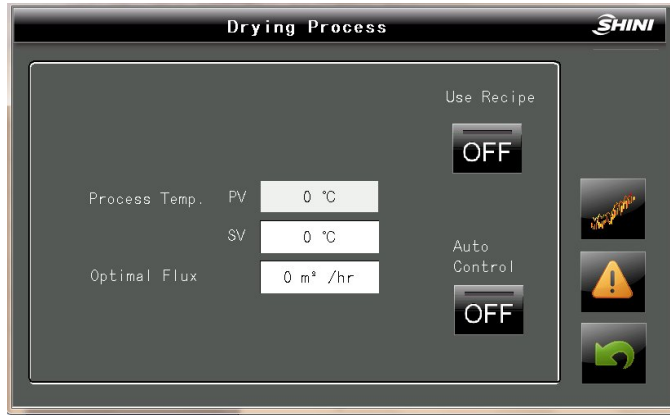 Drying Process
SHINI
Use Recipe
OFF
Process Temp. PV 0 ℃
SV 0 ℃
Auto Control
Optimal Flux 0 m³ /hr
OFF